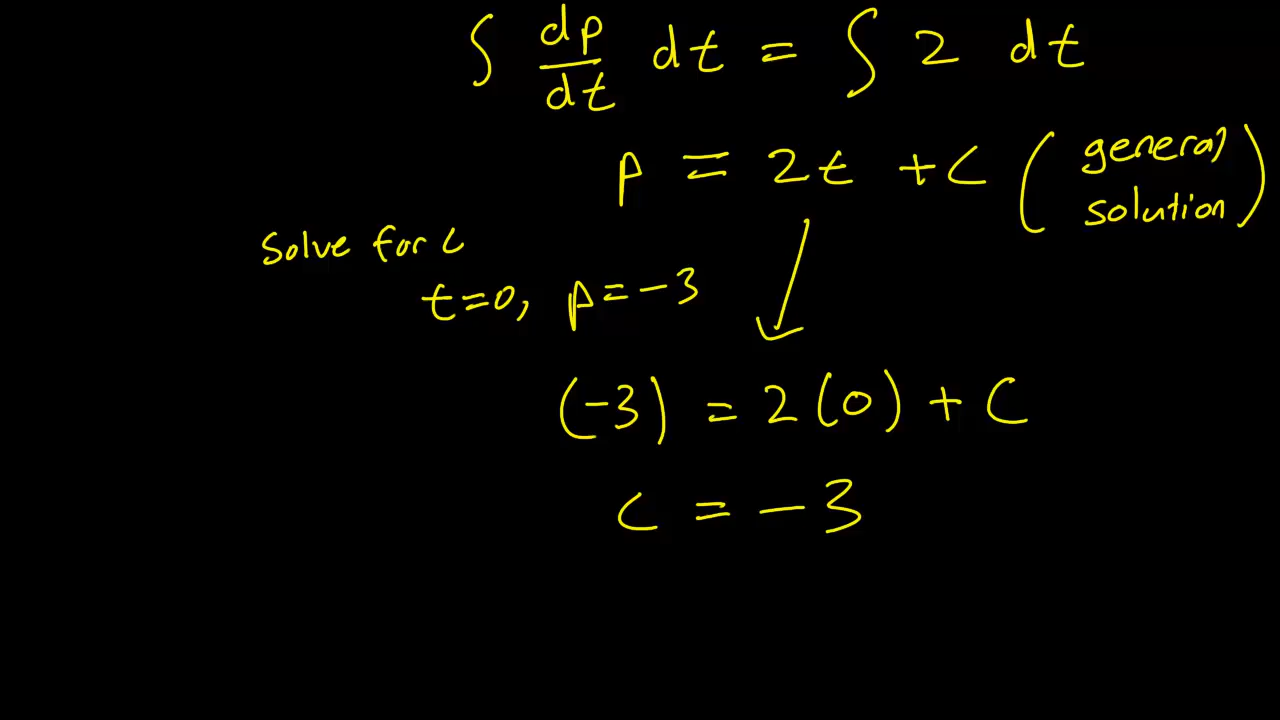 ∫ dp/dt dt = ∫ 2 dt
p = 2t + C (general solution)
Solve for C
t=0, p=-3
(-3) = 2(0) + C
C = -3